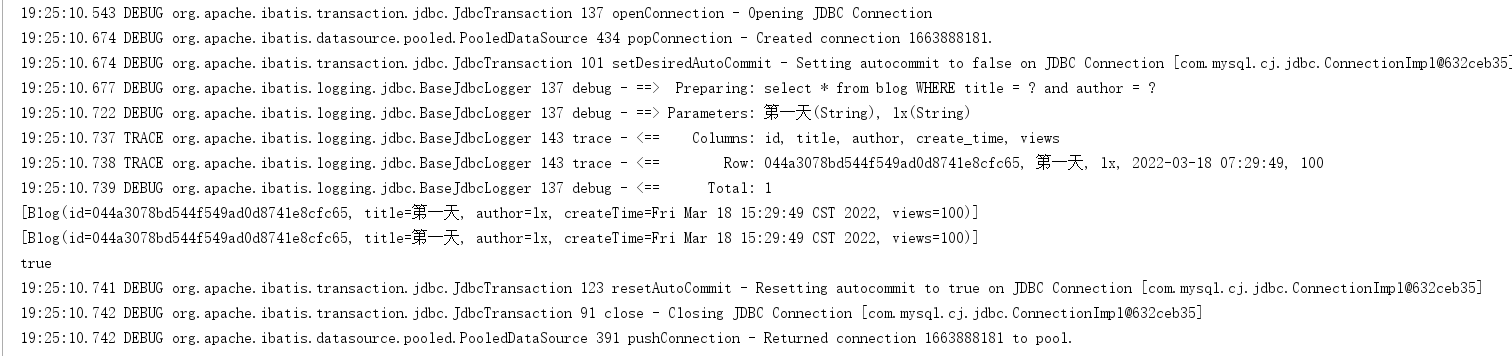 19:25:10.543 DEBUG org.apache.ibatis.transaction.jdbc.JdbcTransaction 137 openConnection - Opening JDBC Connection
19:25:10.674 DEBUG org.apache.ibatis.datasource.pooled.PooledDataSource 434 popConnection - Created connection 1663888181.
19:25:10.674 DEBUG org.apache.ibatis.transaction.jdbc.JdbcTransaction 101 setDesiredAutoCommit - Setting autocommit to false on JDBC Connection [com.mysql.cj.jdbc.ConnectionImpl@632ceb35]
19:25:10.677 DEBUG org.apache.ibatis.logging.jdbc.BaseJdbcLogger 137 debug - ==>  Preparing: select * from blog WHERE title = ? and author = ?
19:25:10.722 DEBUG org.apache.ibatis.logging.jdbc.BaseJdbcLogger 137 debug - ==> Parameters: 第一天(String), lx(String)
19:25:10.737 TRACE org.apache.ibatis.logging.jdbc.BaseJdbcLogger 143 trace - <==    Columns: id, title, author, create_time, views
19:25:10.738 TRACE org.apache.ibatis.logging.jdbc.BaseJdbcLogger 143 trace - <==        Row: 044a3078bd544f549ad0d8741e8cfc65, 第一天, lx, 2022-03-18 07:29:49, 100
19:25:10.739 DEBUG org.apache.ibatis.logging.jdbc.BaseJdbcLogger 137 debug - <==      Total: 1
[Blog(id=044a3078bd544f549ad0d8741e8cfc65, title=第一天, author=lx, createTime=Fri Mar 18 15:29:49 CST 2022, views=100)]
[Blog(id=044a3078bd544f549ad0d8741e8cfc65, title=第一天, author=lx, createTime=Fri Mar 18 15:29:49 CST 2022, views=100)]
true
19:25:10.741 DEBUG org.apache.ibatis.transaction.jdbc.JdbcTransaction 123 resetAutoCommit - Resetting autocommit to true on JDBC Connection [com.mysql.cj.jdbc.ConnectionImpl@632ceb35]
19:25:10.742 DEBUG org.apache.ibatis.transaction.jdbc.JdbcTransaction 91 close - Closing JDBC Connection [com.mysql.cj.jdbc.ConnectionImpl@632ceb35]
19:25:10.742 DEBUG org.apache.ibatis.datasource.pooled.PooledDataSource 391 pushConnection - Returned connection 1663888181 to pool.